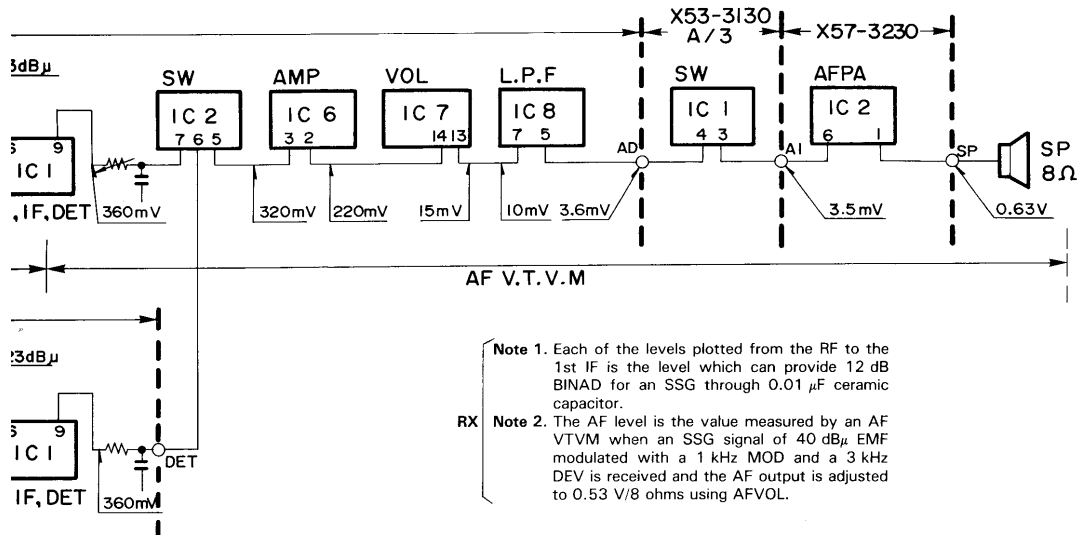 X53-3130
A/3
X57-3230
3dBμ
SW
AMP
VOL
L.P.F
SW
AFPA
IC 2
IC 6
IC 7
IC 8
IC 1
IC 2
9
7 6 5
3 2
14 13
7 5
4 3
6 1
IC 1
AD
AI
SP
SP
8Ω
, IF, DET
360mV
320mV
220mV
15mV
10mV
3.6mV
3.5mV
0.63V
AF V.T.V.M
23dBμ
9
IC 1
DET
IF, DET
360mV
RX
Note 1. Each of the levels plotted from the RF to the
1st IF is the level which can provide 12 dB
BINAD for an SSG through 0.01 μF ceramic
capacitor.
Note 2. The AF level is the value measured by an AF
VTVM when an SSG signal of 40 dBμ EMF
modulated with a 1 kHz MOD and a 3 kHz
DEV is received and the AF output is adjusted
to 0.53 V/8 ohms using AFVOL.